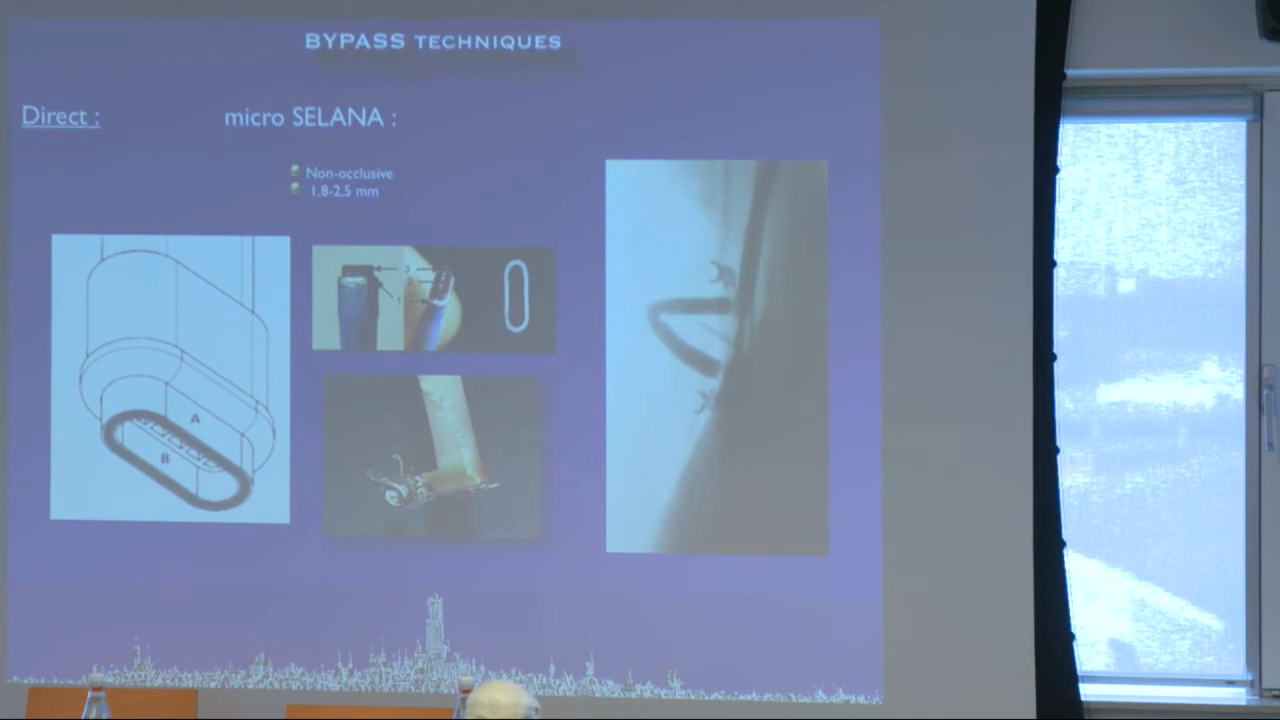 BYPASS TECHNIQUES
Direct :
micro SELANA :
Non-occlusive
1,8-2,5 mm
A
B